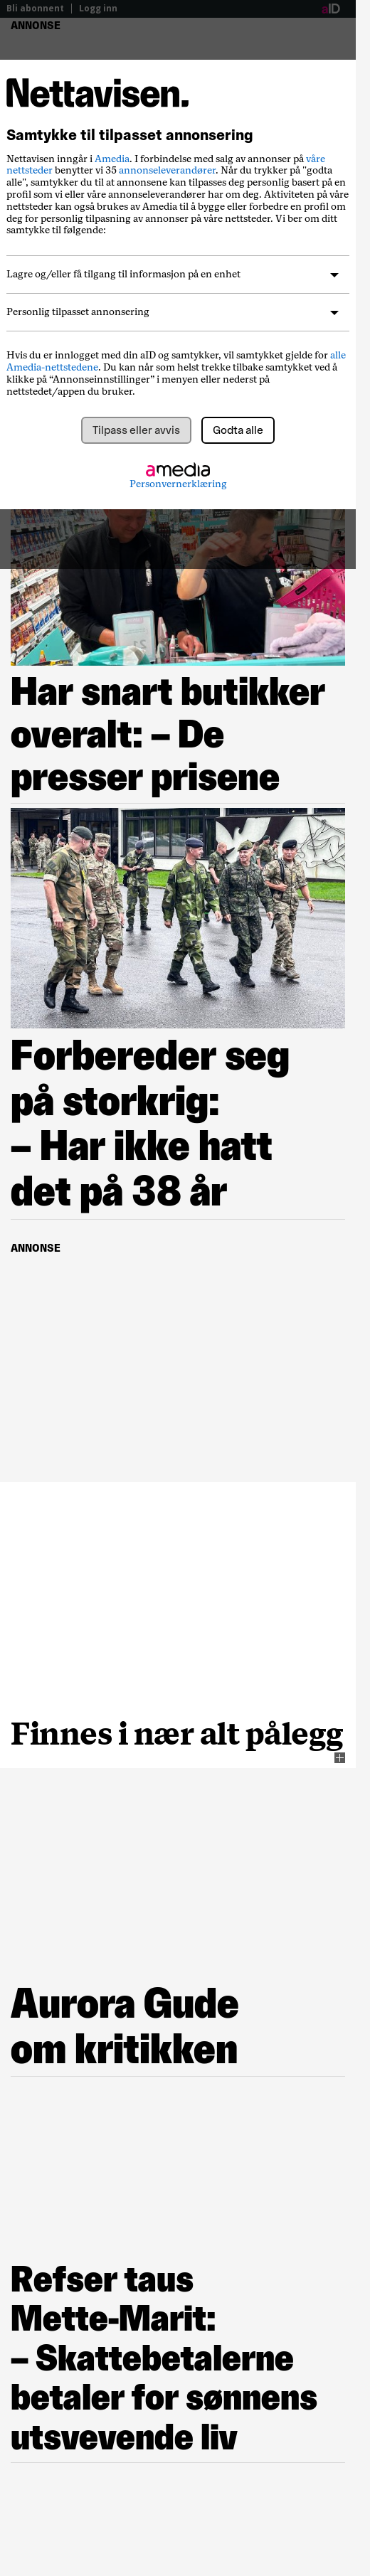 Bli abonnent | Logg inn
aID
ANNONSE
Nettavisen.
Samtykke til tilpasset annonsering
Nettavisen inngår i Amedia. I forbindelse med salg av annonser på våre
nettsteder benytter vi 35 annonseleverandører. Når du trykker på "godta
alle", samtykker du til at annonsene kan tilpasses deg personlig basert på en
profil som vi eller våre annonseleverandører har om deg. Aktiviteten på våre
nettsteder kan også brukes av Amedia til å bygge eller forbedre en profil om
deg for personlig tilpasning av annonser på våre nettsteder. Vi ber om ditt
samtykke til følgende:
Lagre og/eller få tilgang til informasjon på en enhet
Personlig tilpasset annonsering
Hvis du er innlogget med din aID og samtykker, vil samtykket gjelde for alle
Amedia-nettstedene. Du kan når som helst trekke tilbake samtykket ved å
klikke på “Annonseinnstillinger” i menyen eller nederst på
nettstedet/appen du bruker.
Tilpass eller avvis
Godta alle
amedia
Personvernerklæring
Har snart butikker
overalt: – De
presser prisene
Forbereder seg
på storkrig:
– Har ikke hatt
det på 38 år
ANNONSE
Finnes i nær alt pålegg
Aurora Gude
om kritikken
Refser taus
Mette-Marit:
– Skattebetalerne
betaler for sønnens
utsvevende liv